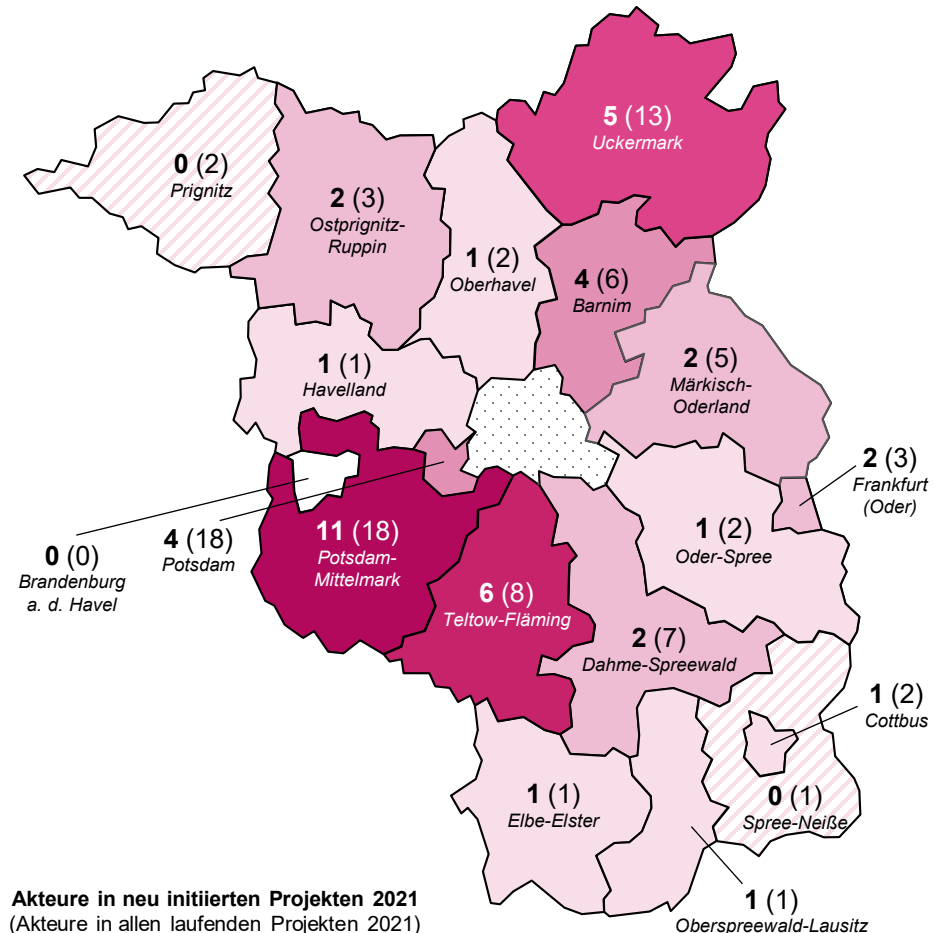 5 (13)
Uckermark
0 (2)
Prignitz
2 (3)
Ostprignitz-
Ruppin
1 (2)
Oberhavel
4 (6)
Barnim
1 (1)
Havelland
2 (5)
Märkisch-
Oderland
2 (3)
Frankfurt
(Oder)
0 (0)
Brandenburg
a. d. Havel
4 (18)
Potsdam
11 (18)
Potsdam-
Mittelmark
1 (2)
Oder-Spree
6 (8)
Teltow-Fläming
2 (7)
Dahme-Spreewald
1 (2)
Cottbus
1 (1)
Elbe-Elster
0 (1)
Spree-Neiße
1 (1)
Oberspreewald-Lausitz
Akteure in neu initiierten Projekten 2021
(Akteure in allen laufenden Projekten 2021)